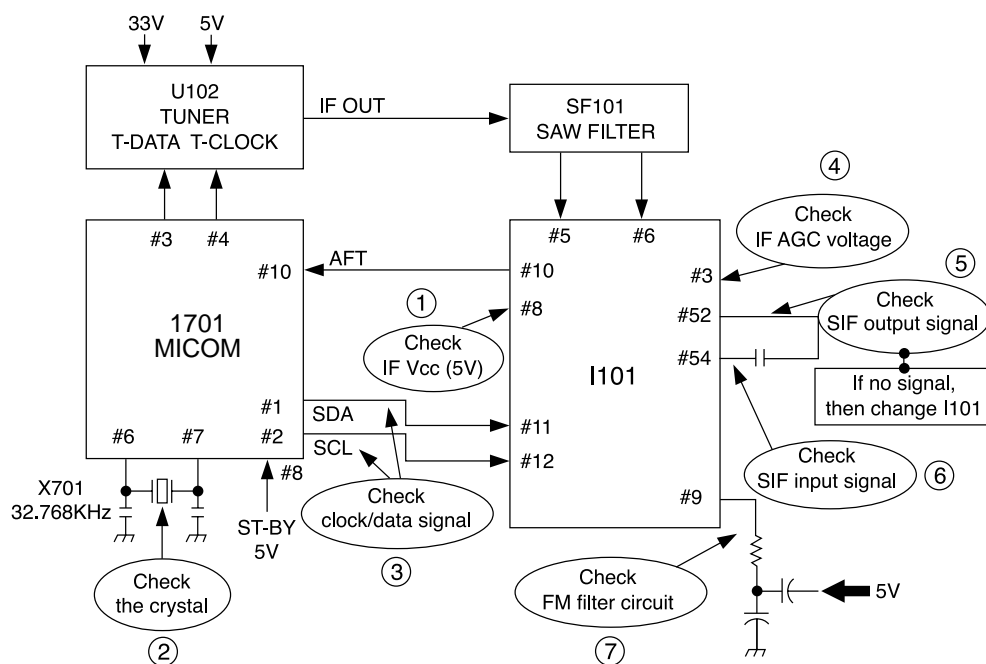 33V
5V
U102
TUNER
T-DATA T-CLOCK
IF OUT
SF101
SAW FILTER
④
Check
IF AGC voltage
#3
#4
#5
#6
#10
AFT
#10
#3
⑤
Check
SIF output signal
①
#8
#52
1701
MICOM
Check
IF Vcc (5V)
I101
#54
If no signal,
then change I101
#1
SDA
#11
#6
#7
#2
SCL
#12
#8
Check
SIF input signal
⑥
X701
32.768KHz
ST-BY
5V
Check
clock/data signal
③
#9
Check
the crystal
②
Check
FM filter circuit
⑦
5V